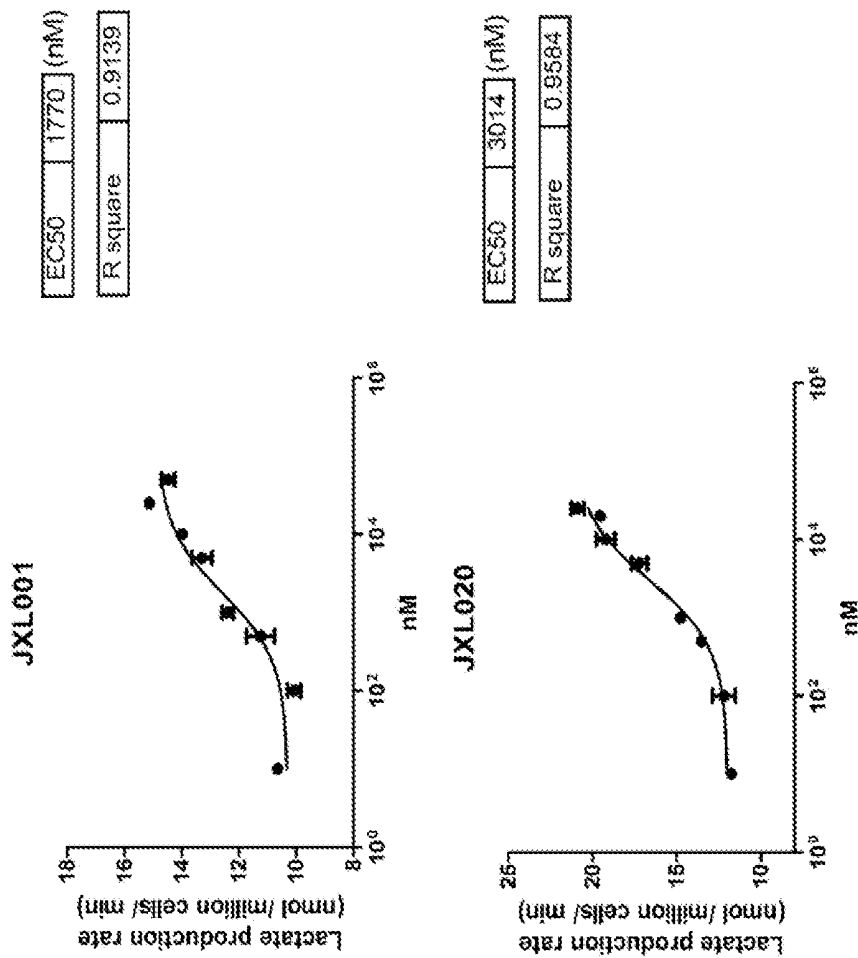 JXL001
Lactate production rate
(nmol /million cells/ min)
18
16
14
12
10
8
10⁰
10²
10⁴
10⁶
nM
EC50 1770 (nM)
R square 0.9139
JXL020
Lactate production rate
(nmol /million cells/ min)
25
20
15
10
10⁰
10²
10⁴
10⁶
nM
EC50 3014 (nM)
R square 0.9584